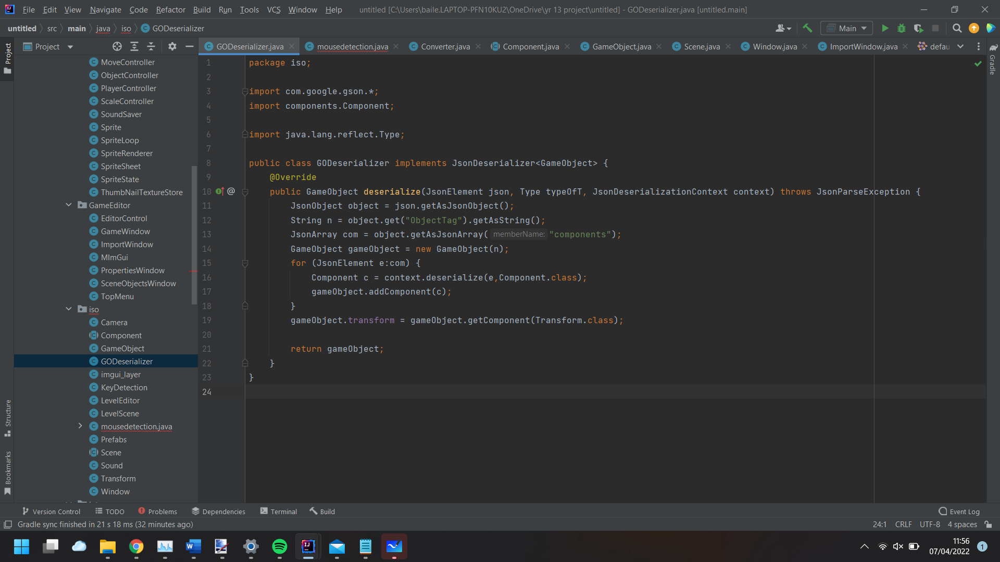 File Edit View Navigate Code Refactor Build Run Tools VCS Window Help untitled [C:\Users\baile.LAPTOP-PFN10KU2\OneDrive\yr 13 project\untitled] - GODeserializer.java [untitled.main]
untitled src main java iso GODeserializer Main
Project
GODeserializer.java mousedetection.java Converter.java Component.java GameObject.java Scene.java Window.java ImportWindow.java defau
Project
Gradle
MoveController
ObjectController
PlayerController
ScaleController
SoundSaver
Sprite
SpriteLoop
SpriteRenderer
SpriteSheet
SpriteState
ThumbNailTextureStore
GameEditor
EditorControl
GameWindow
ImportWindow
MImGui
PropertiesWindow
SceneObjectsWindow
TopMenu
iso
Camera
Component
GameObject
GODeserializer
imgui_layer
KeyDetection
LevelEditor
LevelScene
mousedetection.java
Prefabs
Scene
Sound
Transform
Window
Structure
Bookmarks
1 package iso;
2
3 import com.google.gson.*;
4 import components.Component;
5
6 import java.lang.reflect.Type;
7
8 public class GODeserializer implements JsonDeserializer<GameObject> {
9 @Override
10 @ public GameObject deserialize(JsonElement json, Type typeOfT, JsonDeserializationContext context) throws JsonParseException {
11 JsonObject object = json.getAsJsonObject();
12 String n = object.get("ObjectTag").getAsString();
13 JsonArray com = object.getAsJsonArray( memberName: "components");
14 GameObject gameObject = new GameObject(n);
15 for (JsonElement e:com) {
16 Component c = context.deserialize(e,Component.class);
17 gameObject.addComponent(c);
18 }
19 gameObject.transform = gameObject.getComponent(Transform.class);
20
21 return gameObject;
22 }
23 }
24
Version Control TODO Problems Dependencies Terminal Build Event Log
Gradle sync finished in 21 s 18 ms (32 minutes ago) 24:1 CRLF UTF-8 4 spaces
11:56
07/04/2022
1